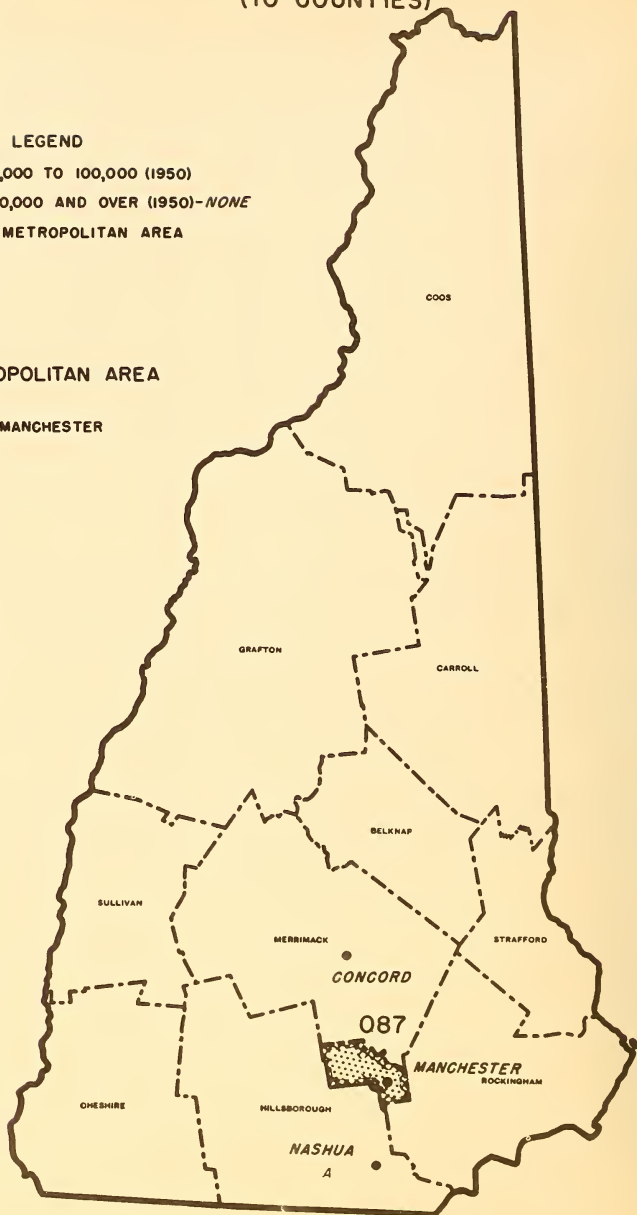 (TO COUNTIES)
LEGEND
,000 TO 100,000 (1950)
0,000 AND OVER (1950)-NONE
METROPOLITAN AREA
OPOLITAN AREA
MANCHESTER
COOS
GRAFTON
CARROLL
BELKNAP
SULLIVAN
MERRIMACK
STRAFFORD
CONCORD
087
MANCHESTER
ROCKINGHAM
CHESHIRE
HILLSBOROUGH
NASHUA
A